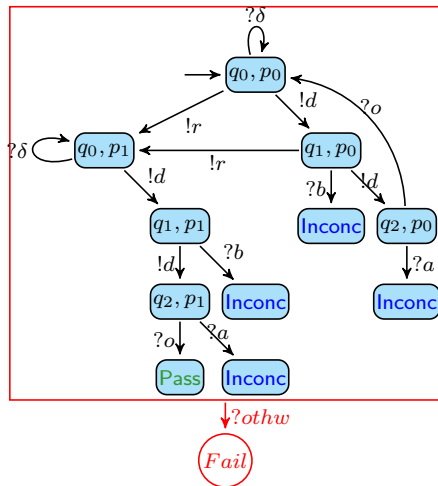 ?δ
q0, p0
!d
?o
!r
?δ
q0, p1
!r
q1, p0
!d
?b
!d
q1, p1
Inconc
q2, p0
!d
?b
?a
q2, p1
Inconc
Inconc
?o
?a
Pass
Inconc
?othw
Fail